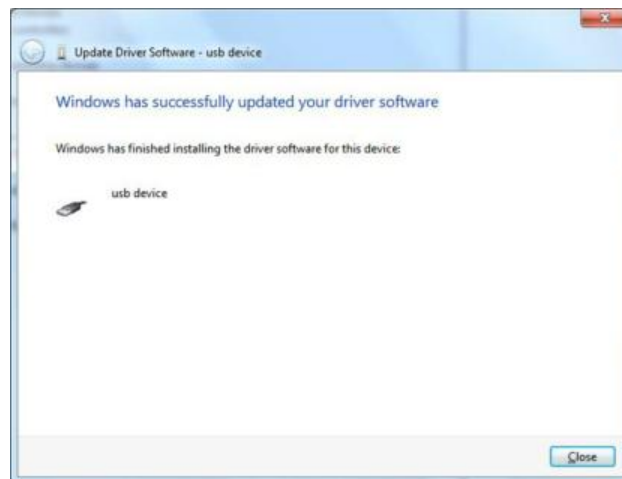 Update Driver Software - usb device
Windows has successfully updated your driver software
Windows has finished installing the driver software for this device:
usb device
Close